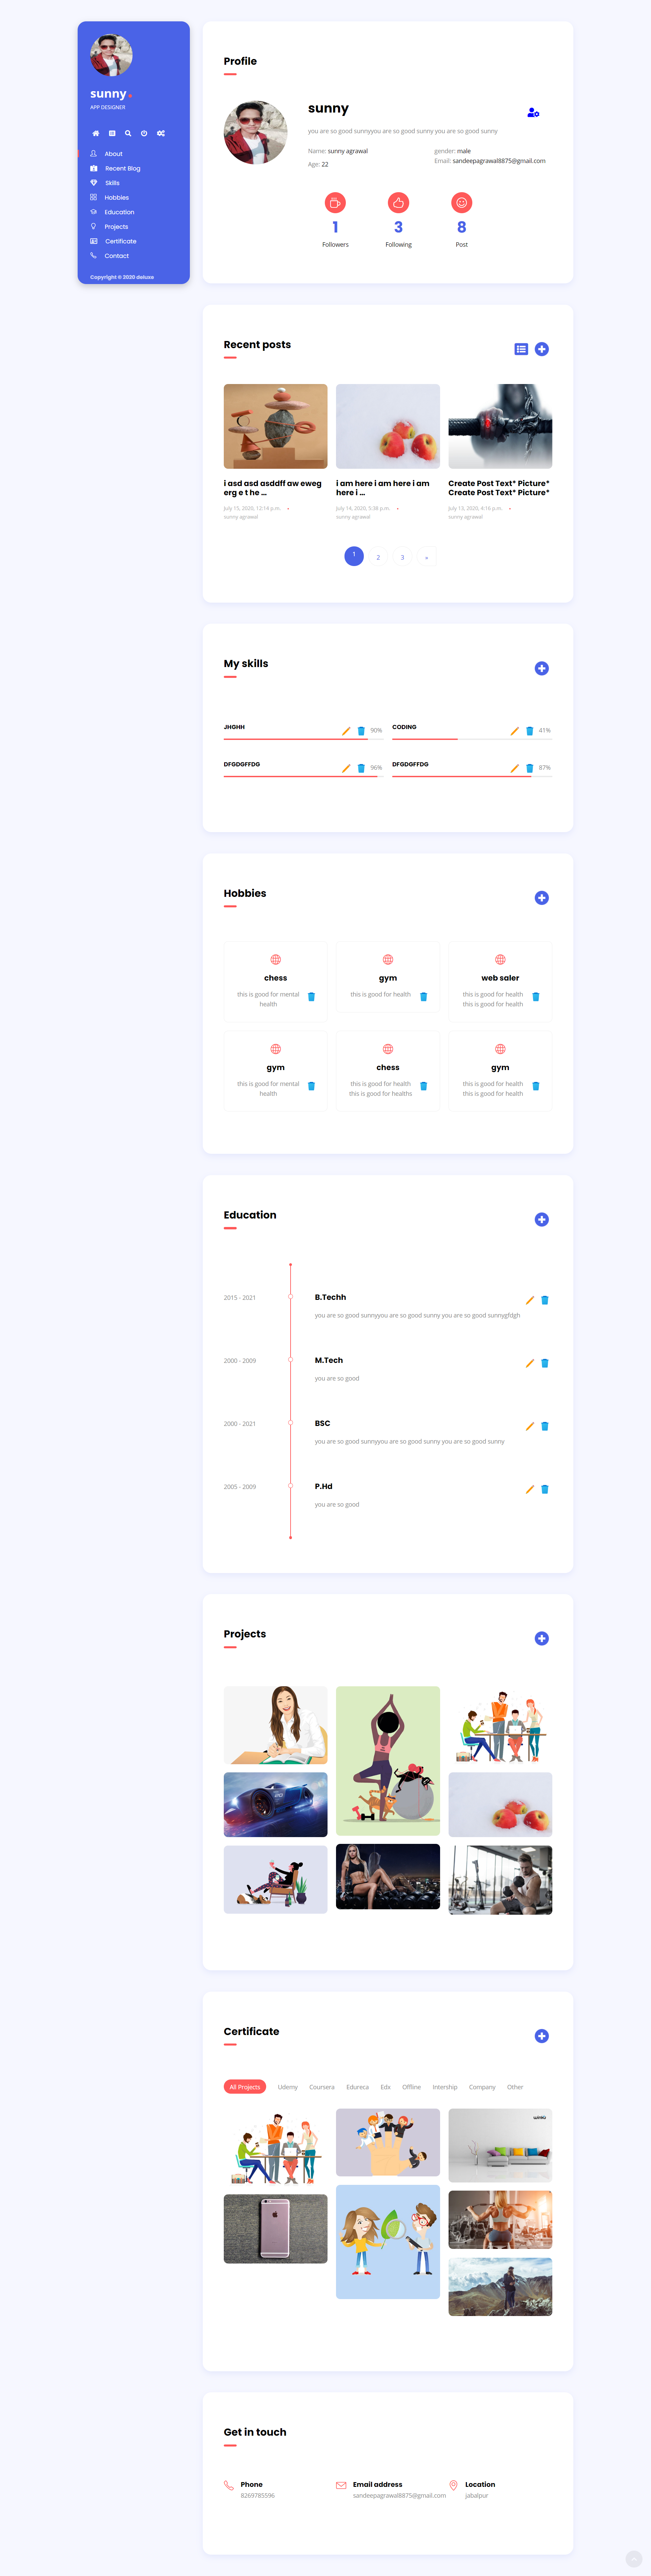 sunny.
APP DESIGNER
About
Recent Blog
Skills
Hobbies
Education
Projects
Certificate
Contact
Copyright © 2020 deluxe
Profile
sunny
you are so good sunnyyou are so good sunny you are so good sunny
Name: sunny agrawal
gender: male
Age: 22
Email: sandeepagrawal8875@gmail.com
1
3
8
Followers
Following
Post
Recent posts
i asd asd asddff aw eweg
erg e t he ...
i am here i am here i am
here i ...
Create Post Text* Picture*
Create Post Text* Picture*
July 15, 2020, 12:14 p.m.
sunny agrawal
July 14, 2020, 5:38 p.m.
sunny agrawal
July 13, 2020, 4:16 p.m.
sunny agrawal
1 2 3 »
My skills
JHGHH 90%
CODING 41%
DFGDGFFDG 96%
DFGDGFFDG 87%
Hobbies
chess
this is good for mental
health
gym
this is good for health
web saler
this is good for health
this is good for health
gym
this is good for mental
health
chess
this is good for health
this is good for healths
gym
this is good for health
this is good for health
Education
2015 - 2021
B.Techh
you are so good sunnyyou are so good sunny you are so good sunnygfdgh
2000 - 2009
M.Tech
you are so good
2000 - 2021
BSC
you are so good sunnyyou are so good sunny you are so good sunny
2005 - 2009
P.Hd
you are so good
Projects
Certificate
All Projects Udemy Coursera Edureca Edx Offline Intership Company Other
Get in touch
Phone
8269785596
Email address
sandeepagrawal8875@gmail.com
Location
jabalpur